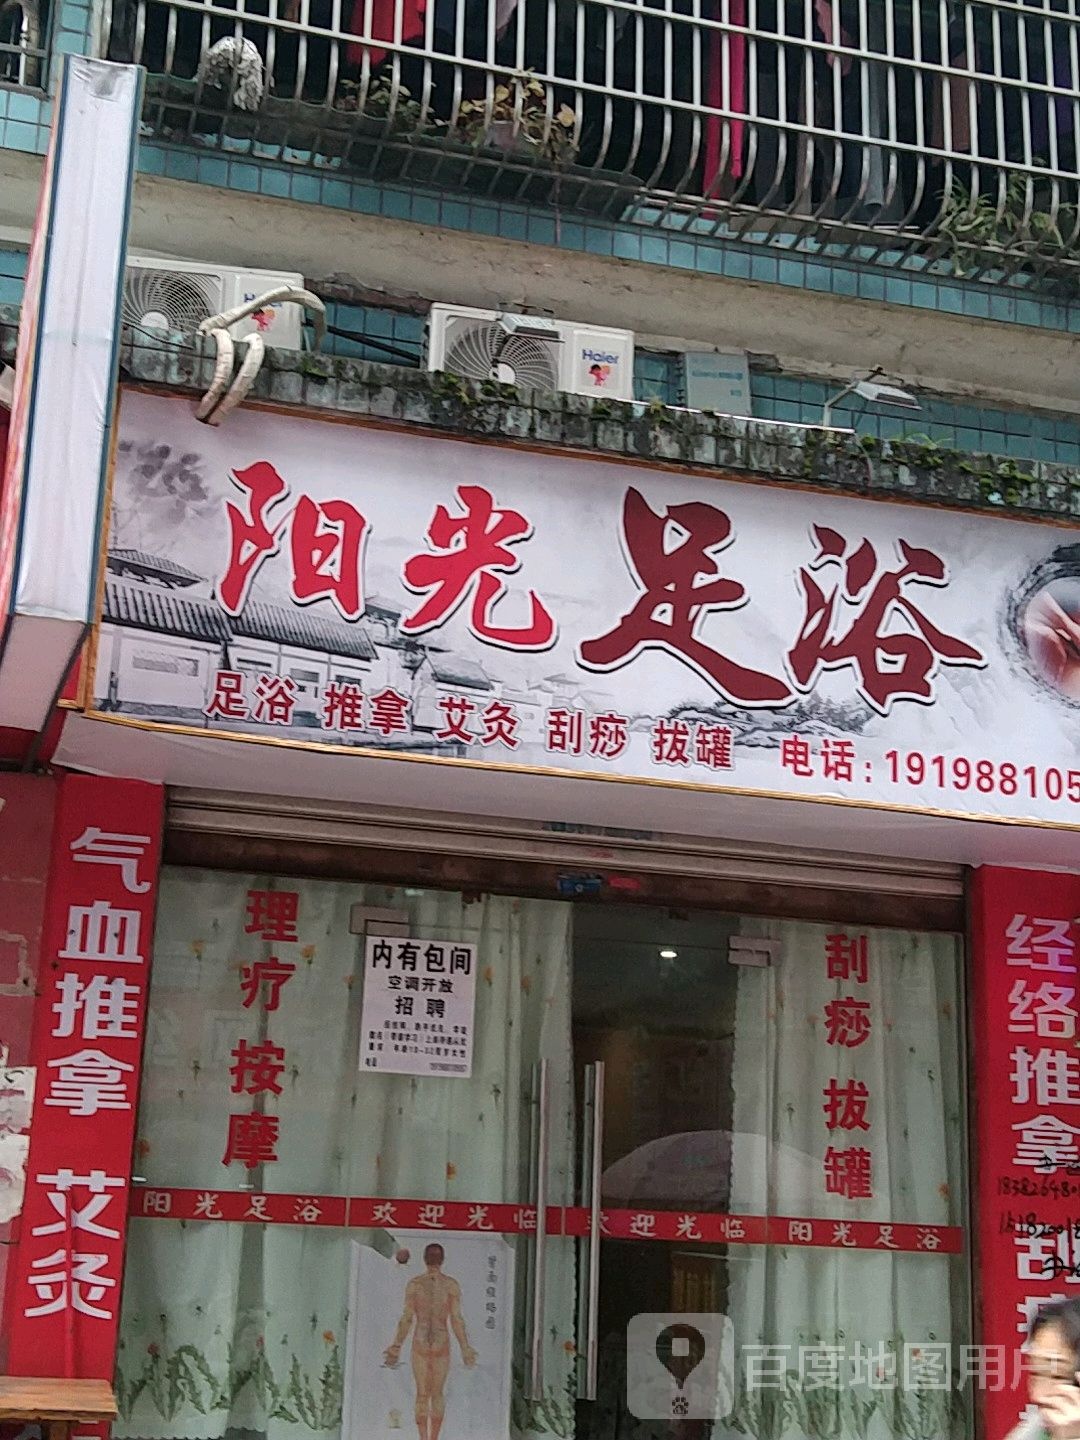 Haier
Haier
阳光足浴
足浴 推拿 艾灸 刮痧 拔罐 电话:191988105
气血推拿 艾灸
理疗按摩
内有包间
空调开放
招聘
刮痧 拔罐
经络推拿
刮
阳光足浴 欢迎光临 欢迎光临 阳光足浴
百度地图用户